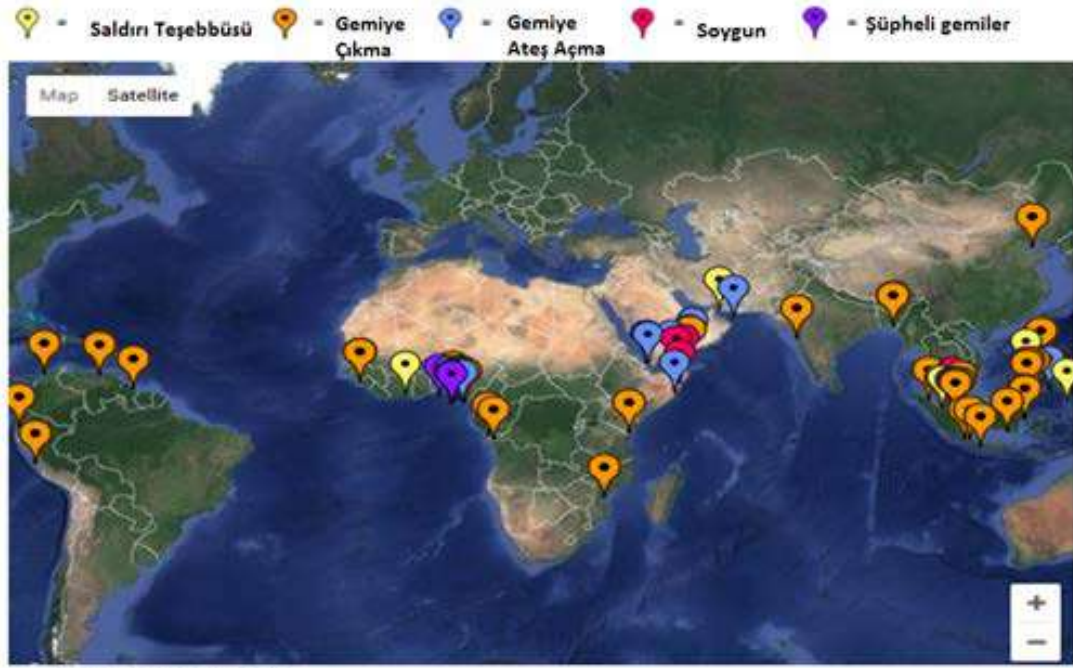 = Saldırı Teşebbüsü = Gemiye Çıkma = Gemiye Ateş Açma = Soygun = Şüpheli gemiler
Map Satellite
+
−